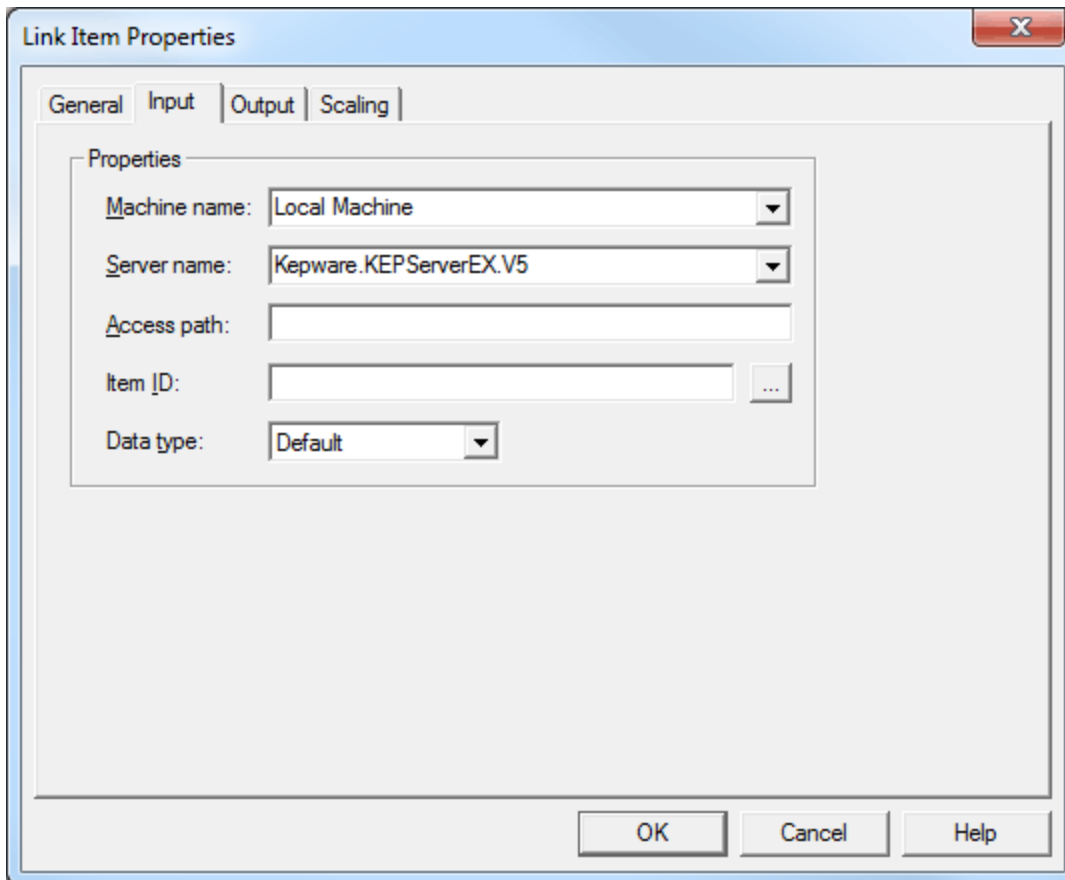 Link Item Properties
General Input Output Scaling
Properties
Machine name: Local Machine
Server name: Kepware.KEPServerEX.V5
Access path:
Item ID: ...
Data type: Default
OK Cancel Help